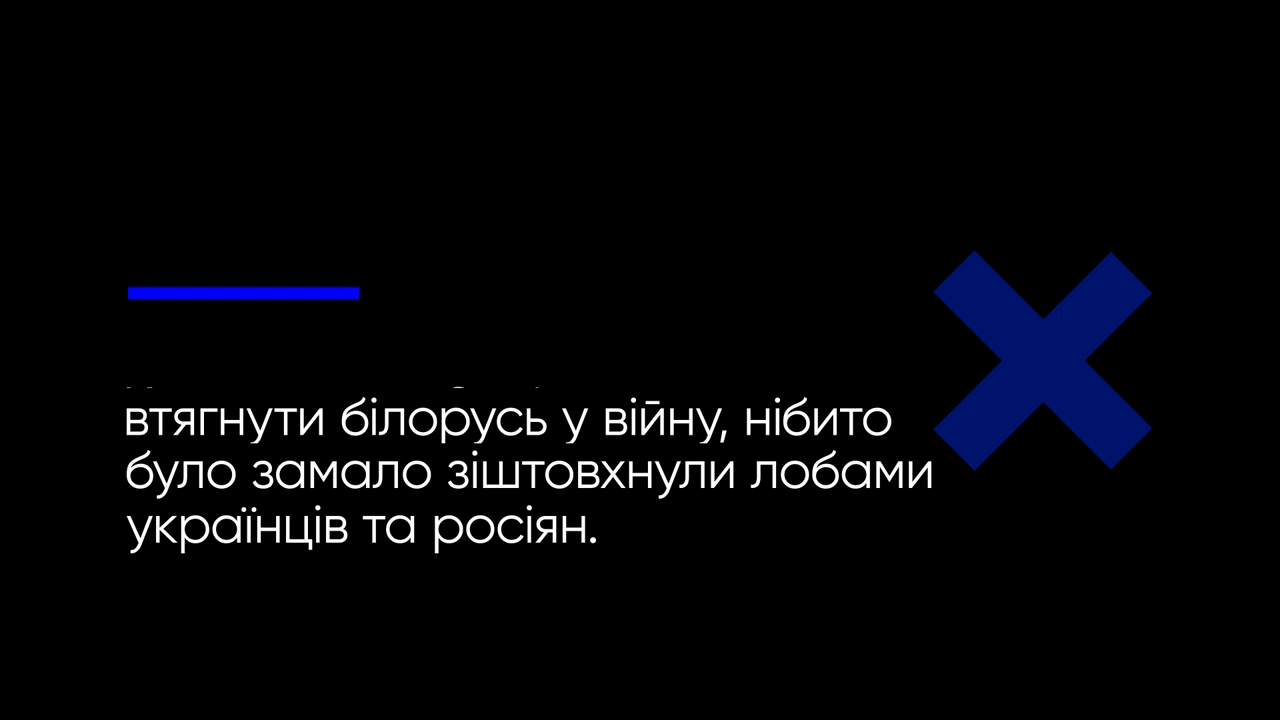 втягнути білорусь у війну, нібито
було замало зіштовхнули лобами
українців та росіян.